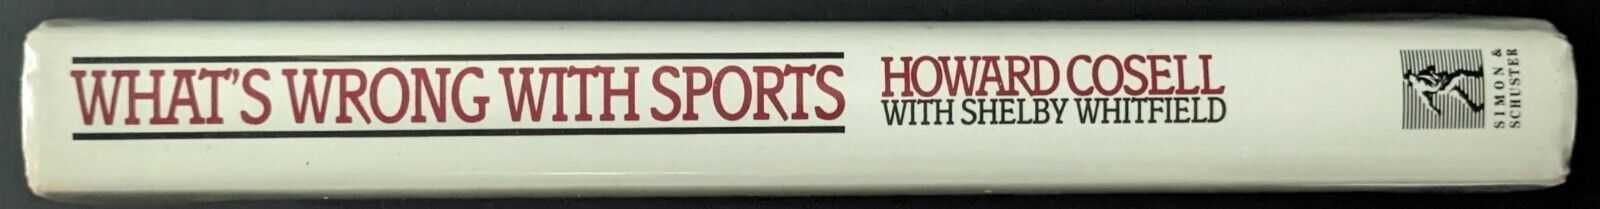 WHAT'S WRONG WITH SPORTS
HOWARD COSELL
WITH SHELBY WHITFIELD
SIMON &
SCHUSTER